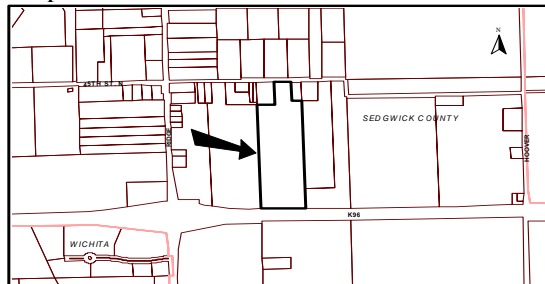 45TH ST. N
SEDGWICK COUNTY
RIDGE
HOOVER
K96
WICHITA